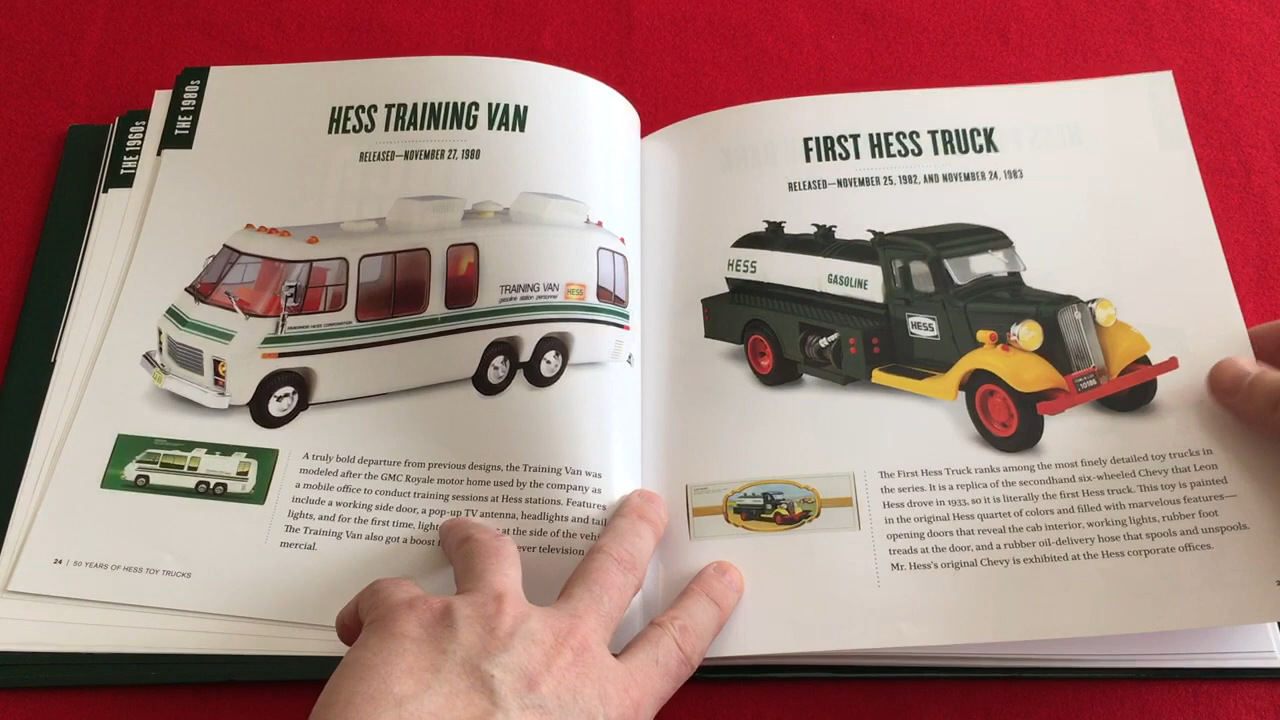 THE 1960s
THE 1980s
HESS TRAINING VAN
RELEASED—NOVEMBER 27, 1980
TRAINING VAN
gasoline station personnel
HESS
AMERADA HESS CORPORATION
A truly bold departure from previous designs, the Training Van was
modeled after the GMC Royale motor home used by the company as
a mobile office to conduct training sessions at Hess stations. Features
include a working side door, a pop-up TV antenna, headlights and tail
lights, and for the first time, light at the side of the vehi
The Training Van also got a boost f ever television
mercial.
24 | 50 YEARS OF HESS TOY TRUCKS
FIRST HESS TRUCK
RELEASED—NOVEMBER 25, 1982, AND NOVEMBER 24, 1983
HESS
GASOLINE
HESS
The First Hess Truck ranks among the most finely detailed toy trucks in
the series. It is a replica of the secondhand six-wheeled Chevy that Leon
Hess drove in 1933, so it is literally the first Hess truck. This toy is painted
in the original Hess quartet of colors and filled with marvelous features—
opening doors that reveal the cab interior, working lights, rubber foot
treads at the door, and a rubber oil-delivery hose that spools and unspools.
Mr. Hess's original Chevy is exhibited at the Hess corporate offices.